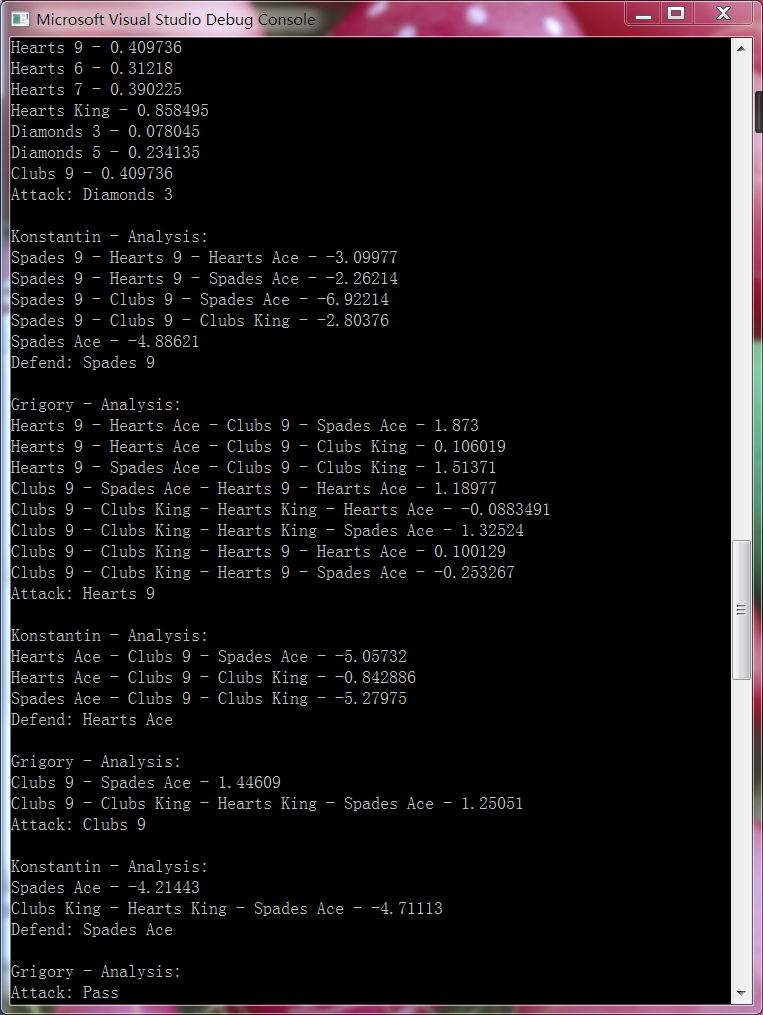 Microsoft Visual Studio Debug Console
Hearts 9 - 0.409736
Hearts 6 - 0.31218
Hearts 7 - 0.390225
Hearts King - 0.858495
Diamonds 3 - 0.078045
Diamonds 5 - 0.234135
Clubs 9 - 0.409736
Attack: Diamonds 3
Konstantin - Analysis:
Spades 9 - Hearts 9 - Hearts Ace - -3.09977
Spades 9 - Hearts 9 - Spades Ace - -2.26214
Spades 9 - Clubs 9 - Spades Ace - -6.92214
Spades 9 - Clubs 9 - Clubs King - -2.80376
Spades Ace - -4.88621
Defend: Spades 9
Grigory - Analysis:
Hearts 9 - Hearts Ace - Clubs 9 - Spades Ace - 1.873
Hearts 9 - Hearts Ace - Clubs 9 - Clubs King - 0.106019
Hearts 9 - Spades Ace - Clubs 9 - Clubs King - 1.51371
Clubs 9 - Spades Ace - Hearts 9 - Hearts Ace - 1.18977
Clubs 9 - Clubs King - Hearts King - Hearts Ace - -0.0883491
Clubs 9 - Clubs King - Hearts King - Spades Ace - 1.32524
Clubs 9 - Clubs King - Hearts 9 - Hearts Ace - 0.100129
Clubs 9 - Clubs King - Hearts 9 - Spades Ace - -0.253267
Attack: Hearts 9
Konstantin - Analysis:
Hearts Ace - Clubs 9 - Spades Ace - -5.05732
Hearts Ace - Clubs 9 - Clubs King - -0.842886
Spades Ace - Clubs 9 - Clubs King - -5.27975
Defend: Hearts Ace
Grigory - Analysis:
Clubs 9 - Spades Ace - 1.44609
Clubs 9 - Clubs King - Hearts King - Spades Ace - 1.25051
Attack: Clubs 9
Konstantin - Analysis:
Spades Ace - -4.21443
Clubs King - Hearts King - Spades Ace - -4.71113
Defend: Spades Ace
Grigory - Analysis:
Attack: Pass